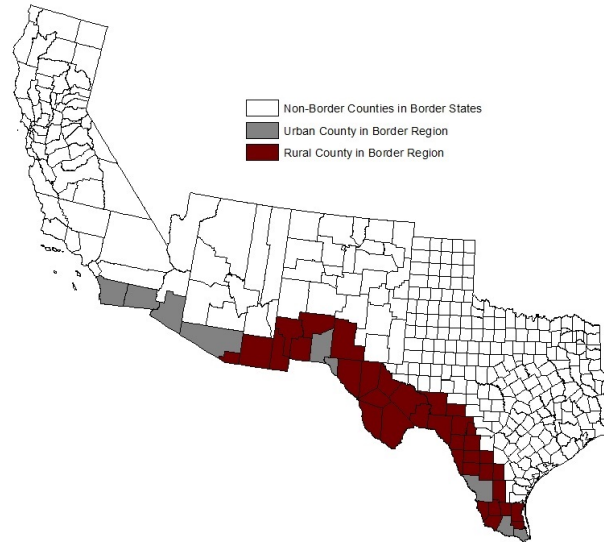 Non-Border Counties in Border States
Urban County in Border Region
Rural County in Border Region